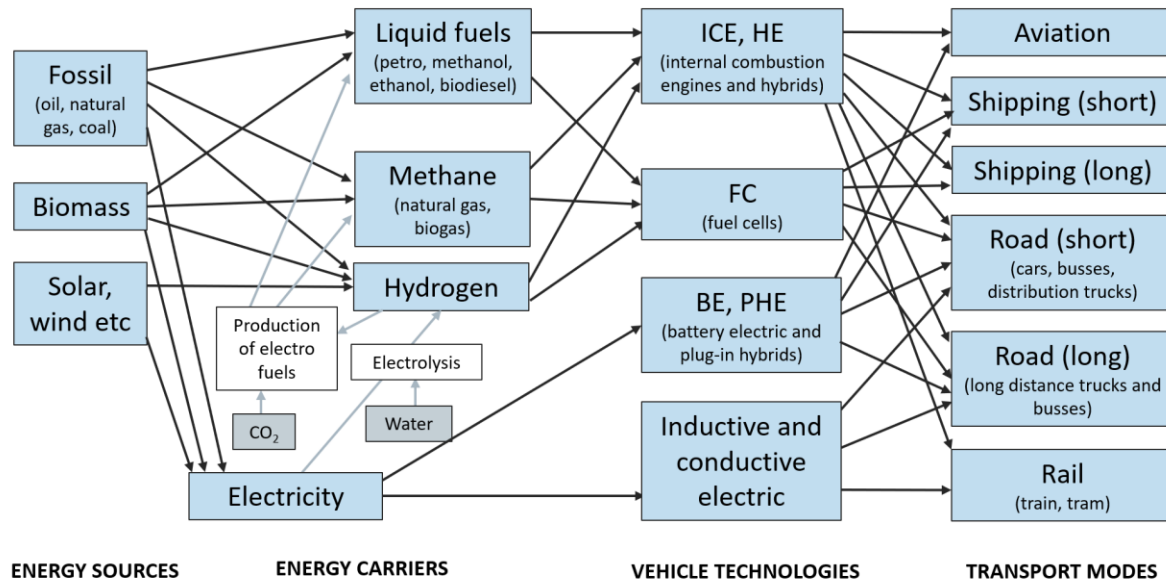 Fossil
(oil, natural
gas, coal)
Biomass
Solar,
wind etc
Liquid fuels
(petro, methanol,
ethanol, biodiesel)
Methane
(natural gas,
biogas)
Hydrogen
Production
of electro
fuels
Electrolysis
CO₂
Water
Electricity
ICE, HE
(internal combustion
engines and hybrids)
FC
(fuel cells)
BE, PHE
(battery electric and
plug-in hybrids)
Inductive and
conductive
electric
Aviation
Shipping (short)
Shipping (long)
Road (short)
(cars, busses,
distribution trucks)
Road (long)
(long distance trucks and
busses)
Rail
(train, tram)
ENERGY SOURCES
ENERGY CARRIERS
VEHICLE TECHNOLOGIES
TRANSPORT MODES